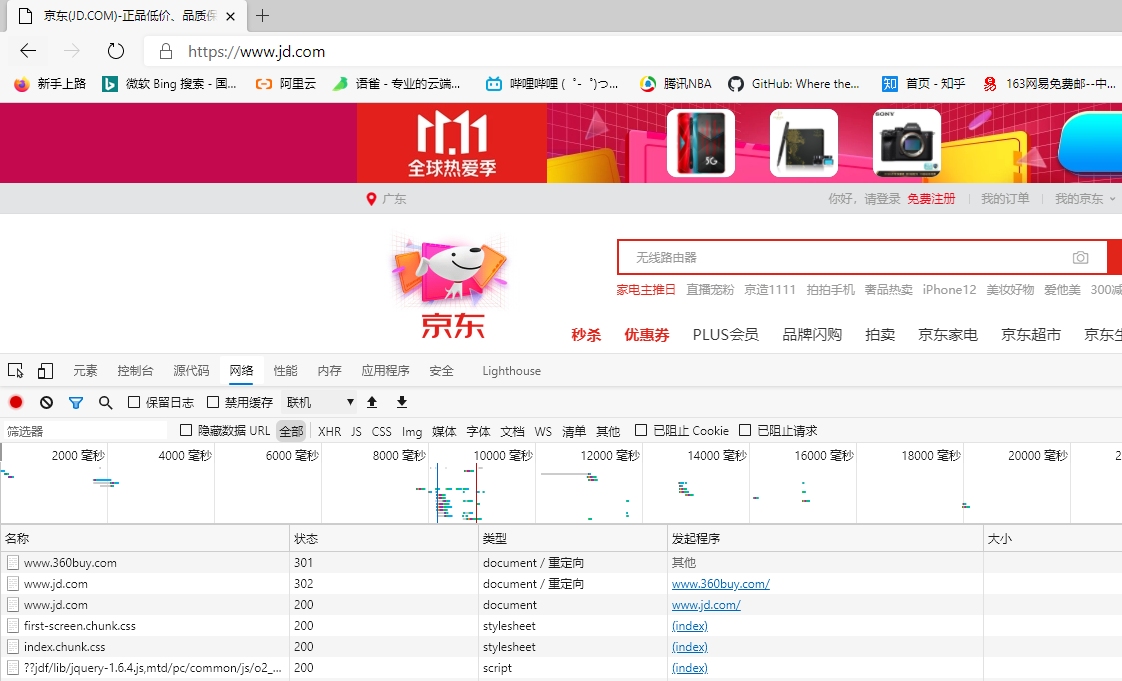 京东(JD.COM)-正品低价、品质保
https://www.jd.com
新手上路 微软 Bing 搜索 - 国... 阿里云 语雀 - 专业的云端... 哔哩哔哩 ( ゜- ゜)つ... 腾讯NBA GitHub: Where the... 首页 - 知乎 163网易免费邮--中...
11.11
全球热爱季
5G
SONY
广东 你好，请登录 免费注册 我的订单 我的京东
无线路由器
家电主推日 直播宠粉 京造1111 拍拍手机 奢品热卖 iPhone12 美妆好物 爱他美 300减
京东
秒杀 优惠券 PLUS会员 品牌闪购 拍卖 京东家电 京东超市 京东生
元素 控制台 源代码 网络 性能 内存 应用程序 安全 Lighthouse
保留日志 禁用缓存 联机
筛选器 隐藏数据 URL 全部 XHR JS CSS Img 媒体 字体 文档 WS 清单 其他 已阻止 Cookie 已阻止请求
2000 毫秒 4000 毫秒 6000 毫秒 8000 毫秒 10000 毫秒 12000 毫秒 14000 毫秒 16000 毫秒 18000 毫秒 20000 毫秒 2
名称 状态 类型 发起程序 大小
www.360buy.com 301 document / 重定向 其他
www.jd.com 302 document / 重定向 www.360buy.com/
www.jd.com 200 document www.jd.com/
first-screen.chunk.css 200 stylesheet (index)
index.chunk.css 200 stylesheet (index)
??jdf/lib/jquery-1.6.4.js,mtd/pc/common/js/o2_... 200 script (index)